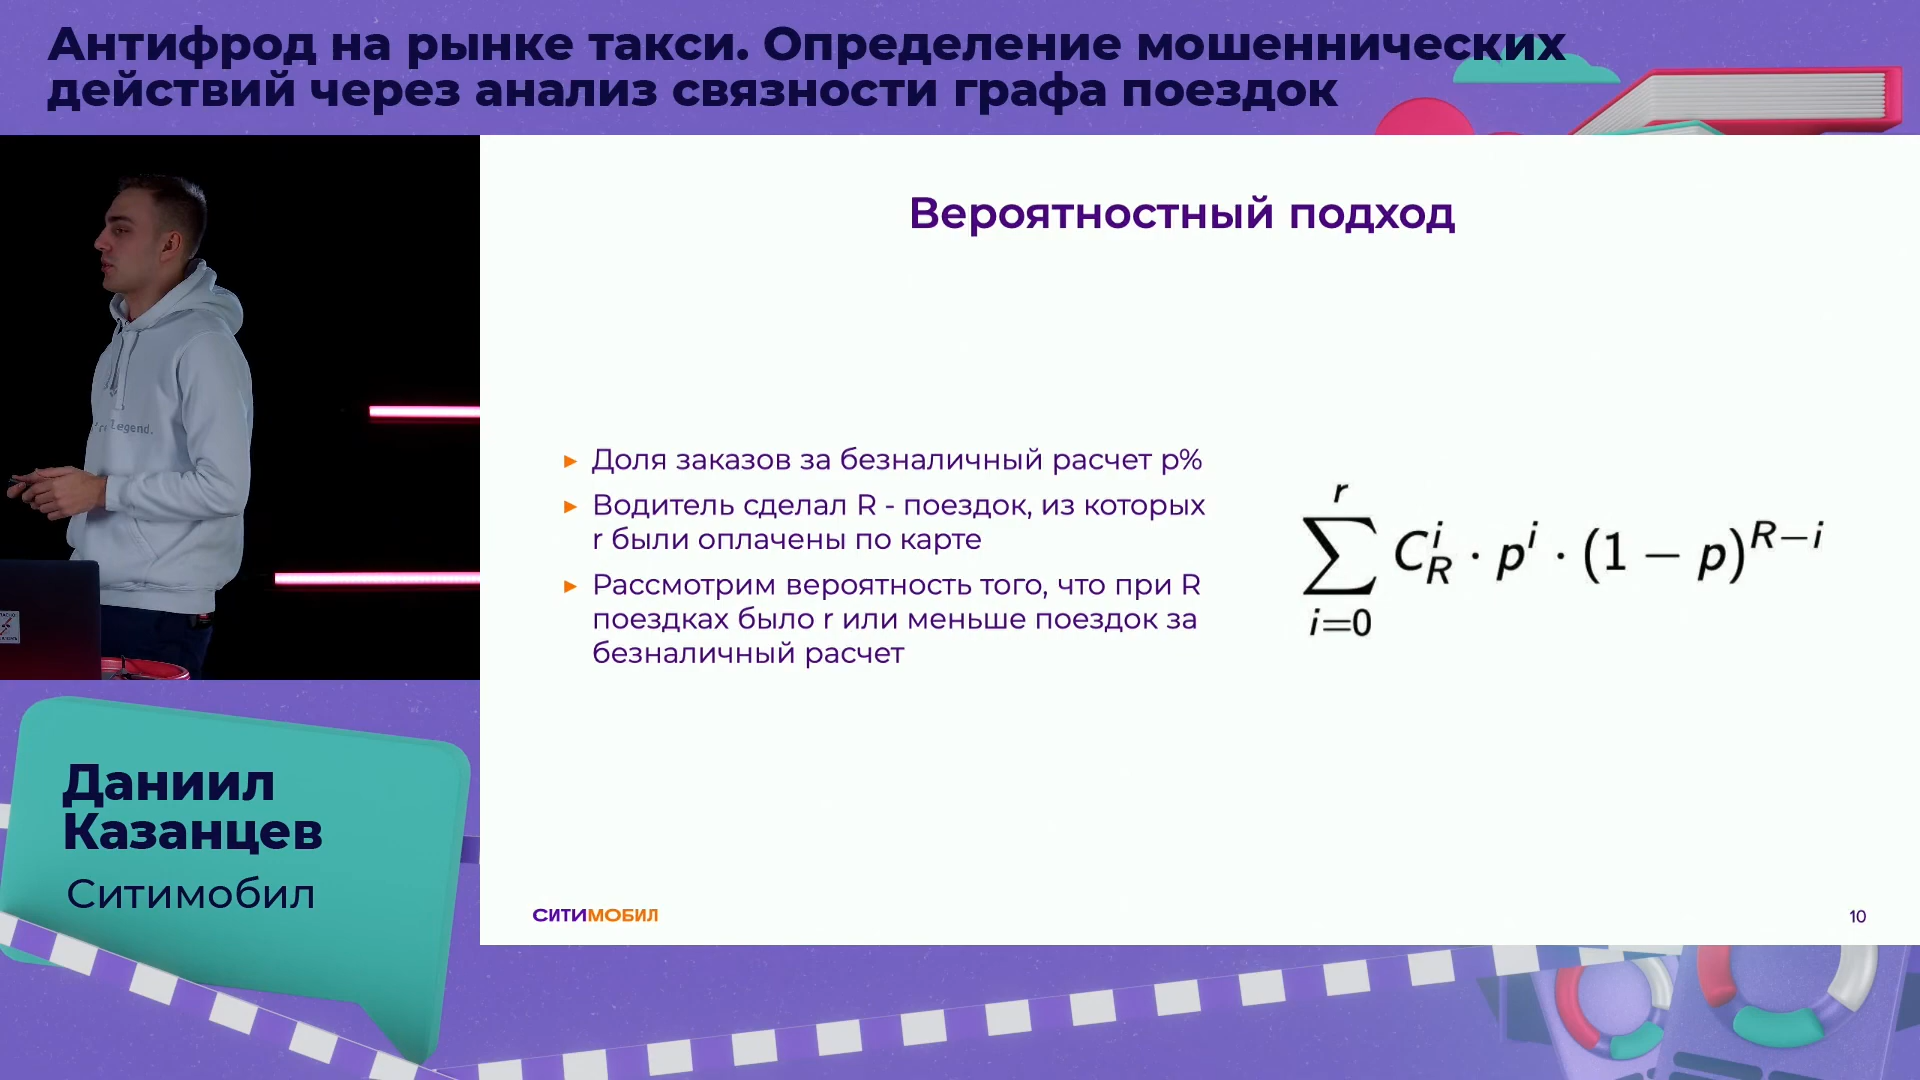 Антифрод на рынке такси. Определение мошеннических
действий через анализ связности графа поездок
Вероятностный подход
▸ Доля заказов за безналичный расчет p%
▸ Водитель сделал R - поездок, из которых
r были оплачены по карте
▸ Рассмотрим вероятность того, что при R
поездках было r или меньше поездок за
безналичный расчет
r
∑ C_R^i · p^i · (1 − p)^{R−i}
i=0
Legend.
Даниил
Казанцев
Ситимобил
СИТИМОБИЛ
10